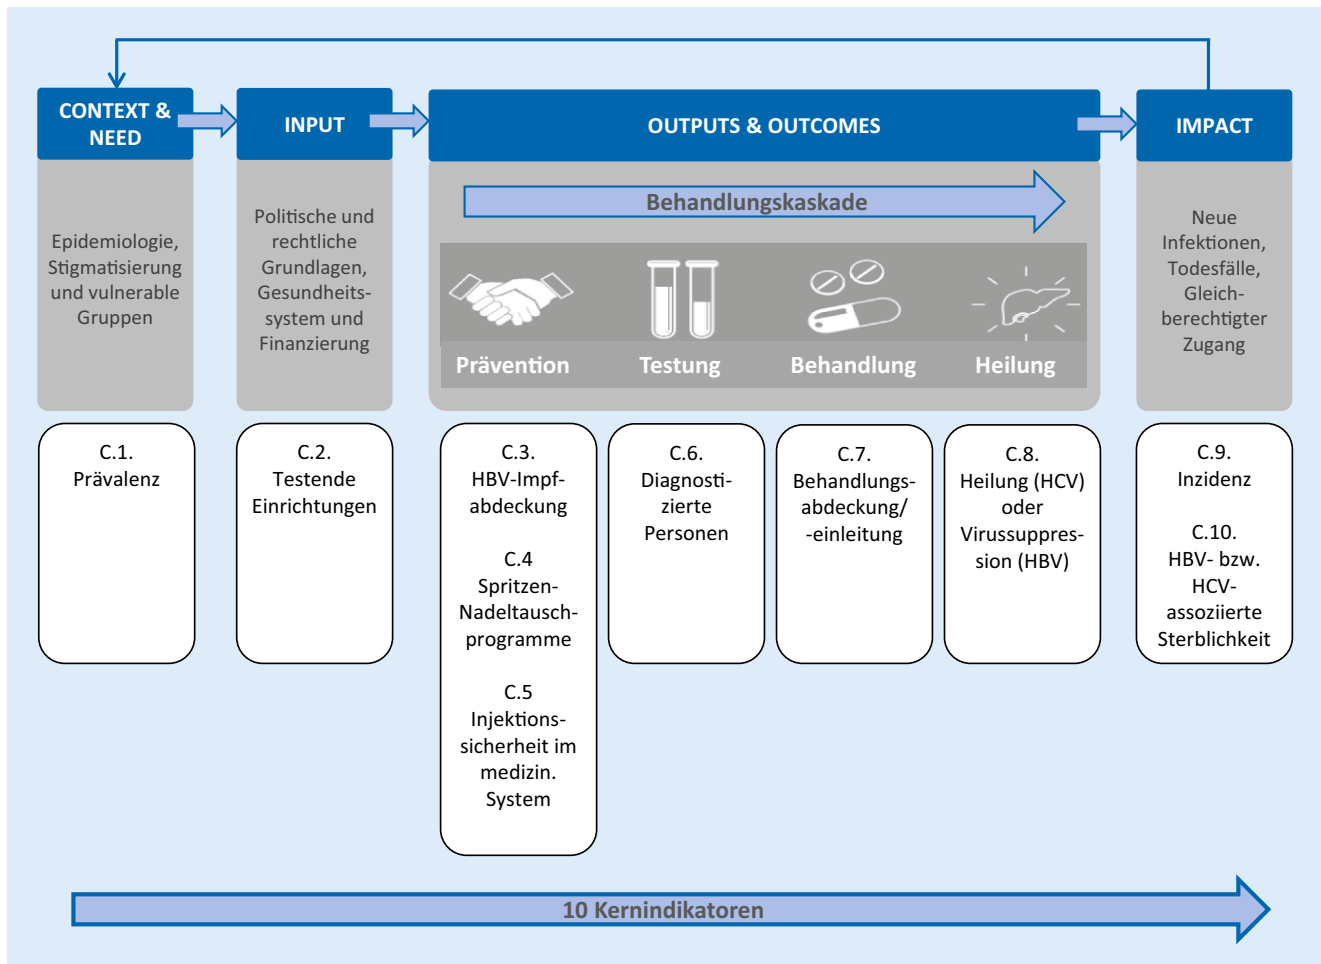 CONTEXT &
NEED
INPUT
OUTPUTS & OUTCOMES
IMPACT
Epidemiologie,
Stigmatisierung
und vulnerable
Gruppen
Politische und
rechtliche
Grundlagen,
Gesundheits-
system und
Finanzierung
Behandlungskaskade
Prävention
Testung
Behandlung
Heilung
Neue
Infektionen,
Todesfälle,
Gleich-
berechtigter
Zugang
C.1.
Prävalenz
C.2.
Testende
Einrichtungen
C.3.
HBV-Impf-
abdeckung
C.4
Spritzen-
Nadeltausch-
programme
C.5
Injektions-
sicherheit im
medizin.
System
C.6.
Diagnosti-
zierte
Personen
C.7.
Behandlungs-
abdeckung/
-einleitung
C.8.
Heilung (HCV)
oder
Virussuppres-
sion (HBV)
C.9.
Inzidenz
C.10.
HBV- bzw.
HCV-
assoziierte
Sterblichkeit
10 Kernindikatoren